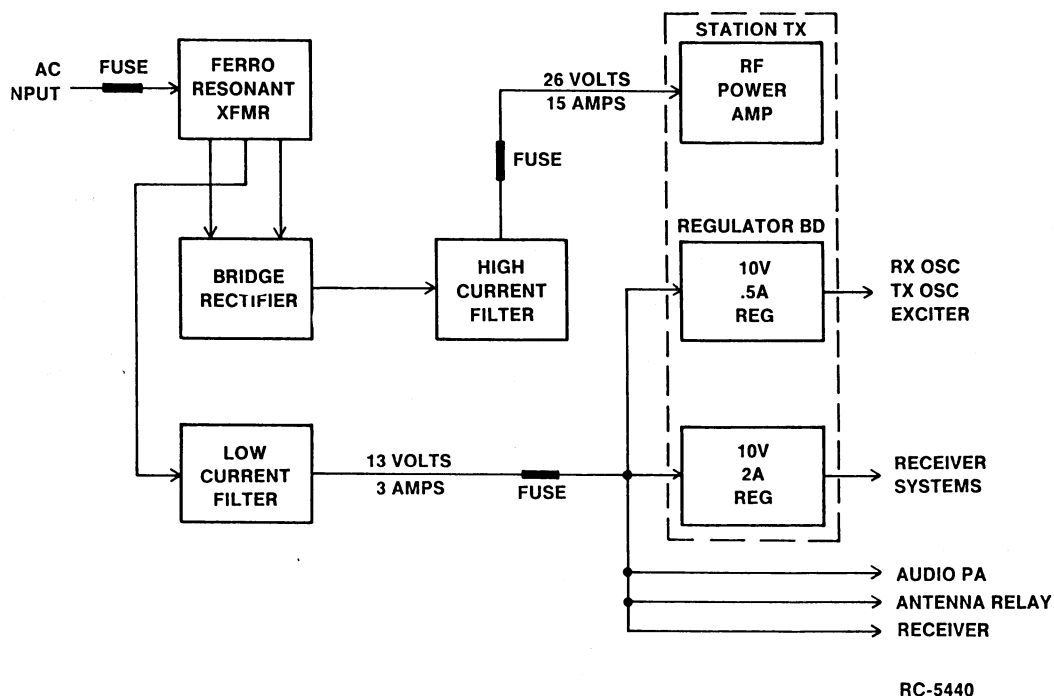 STATION TX
AC
NPUT
FUSE
FERRO
RESONANT
XFMR
26 VOLTS
15 AMPS
RF
POWER
AMP
FUSE
BRIDGE
RECTIFIER
HIGH
CURRENT
FILTER
REGULATOR BD
10V
.5A
REG
RX OSC
TX OSC
EXCITER
LOW
CURRENT
FILTER
13 VOLTS
3 AMPS
FUSE
10V
2A
REG
RECEIVER
SYSTEMS
AUDIO PA
ANTENNA RELAY
RECEIVER
RC-5440